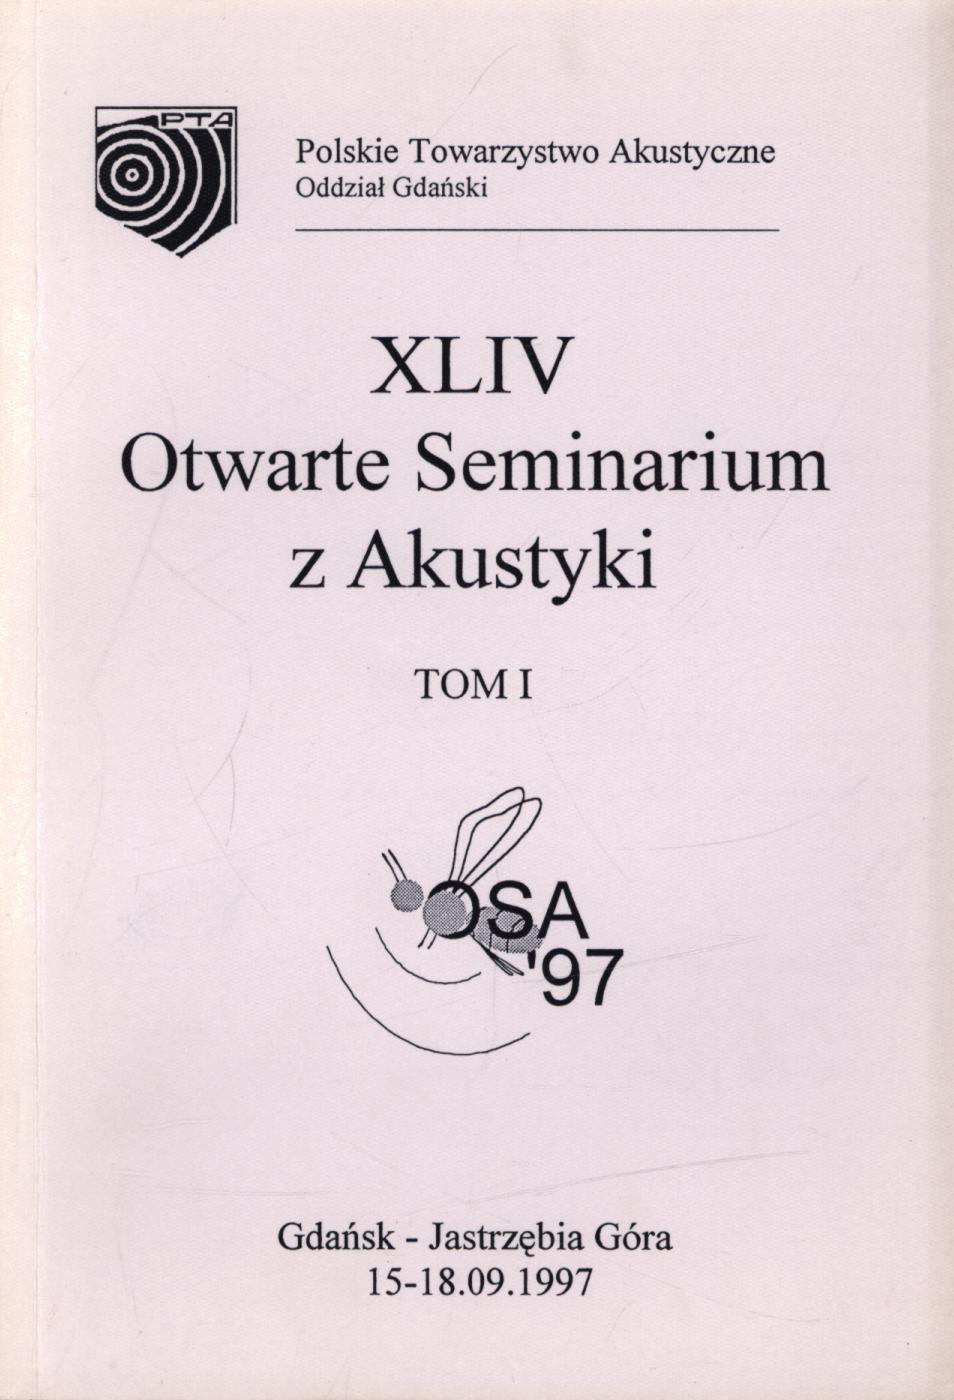 PTA
Polskie Towarzystwo Akustyczne
Oddział Gdański
XLIV
Otwarte Seminarium
z Akustyki
TOM I
OSA
'97
Gdańsk - Jastrzębia Góra
15-18.09.1997